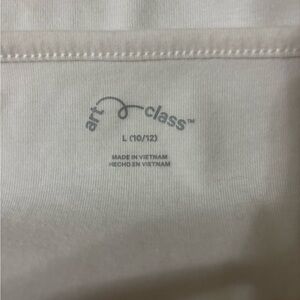 art class™
L (10/12)
MADE IN VIETNAM
HECHO EN VIETNAM